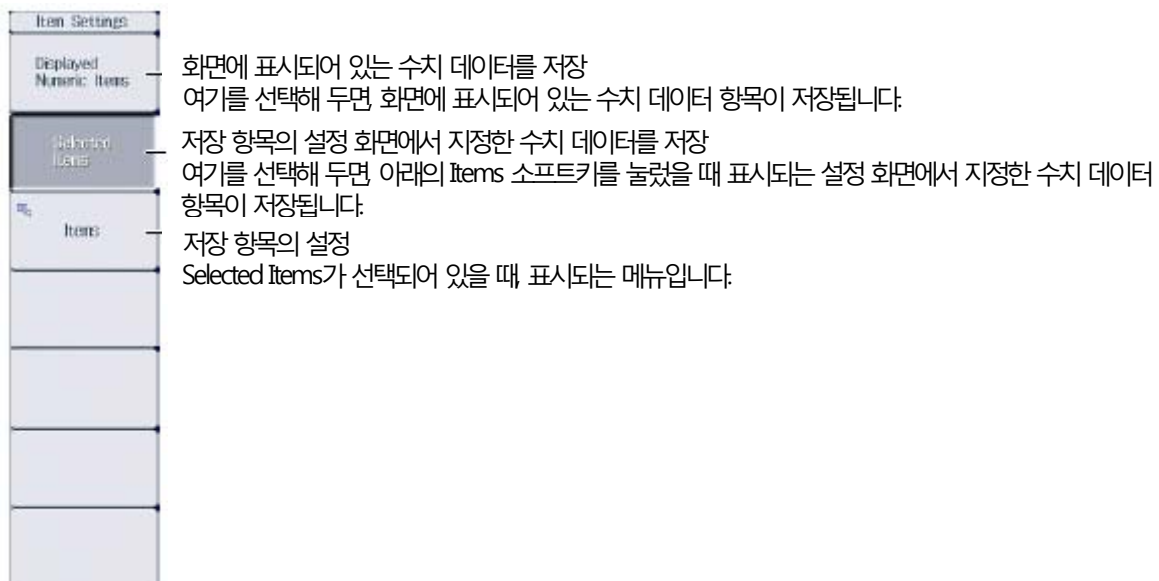 Item Settings
Displayed
Numeric Items
화면에 표시되어 있는 수치 데이터를 저장
여기를 선택해 두면, 화면에 표시되어 있는 수치 데이터 항목이 저장됩니다.
Selected
Items
저장 항목의 설정 화면에서 지정한 수치 데이터를 저장
여기를 선택해 두면, 아래의 Items 소프트키를 눌렀을 때 표시되는 설정 화면에서 지정한 수치 데이터
항목이 저장됩니다.
Items
저장 항목의 설정
Selected Items가 선택되어 있을 때, 표시되는 메뉴입니다.